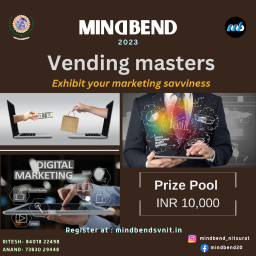 MINDBEND
2023
Vending masters
Exhibit your marketing savviness
DIGITAL
MARKETING
Prize Pool
INR 10,000
Register at : mindbendsvnit.in
RITESH- 84018 22498
ANAND- 73830 29448
mindbend_nitsurat
mindbend20